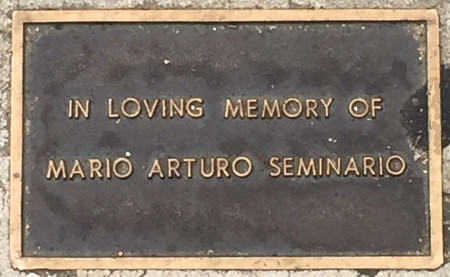 IN LOVING MEMORY OF
MARIO ARTURO SEMINARIO